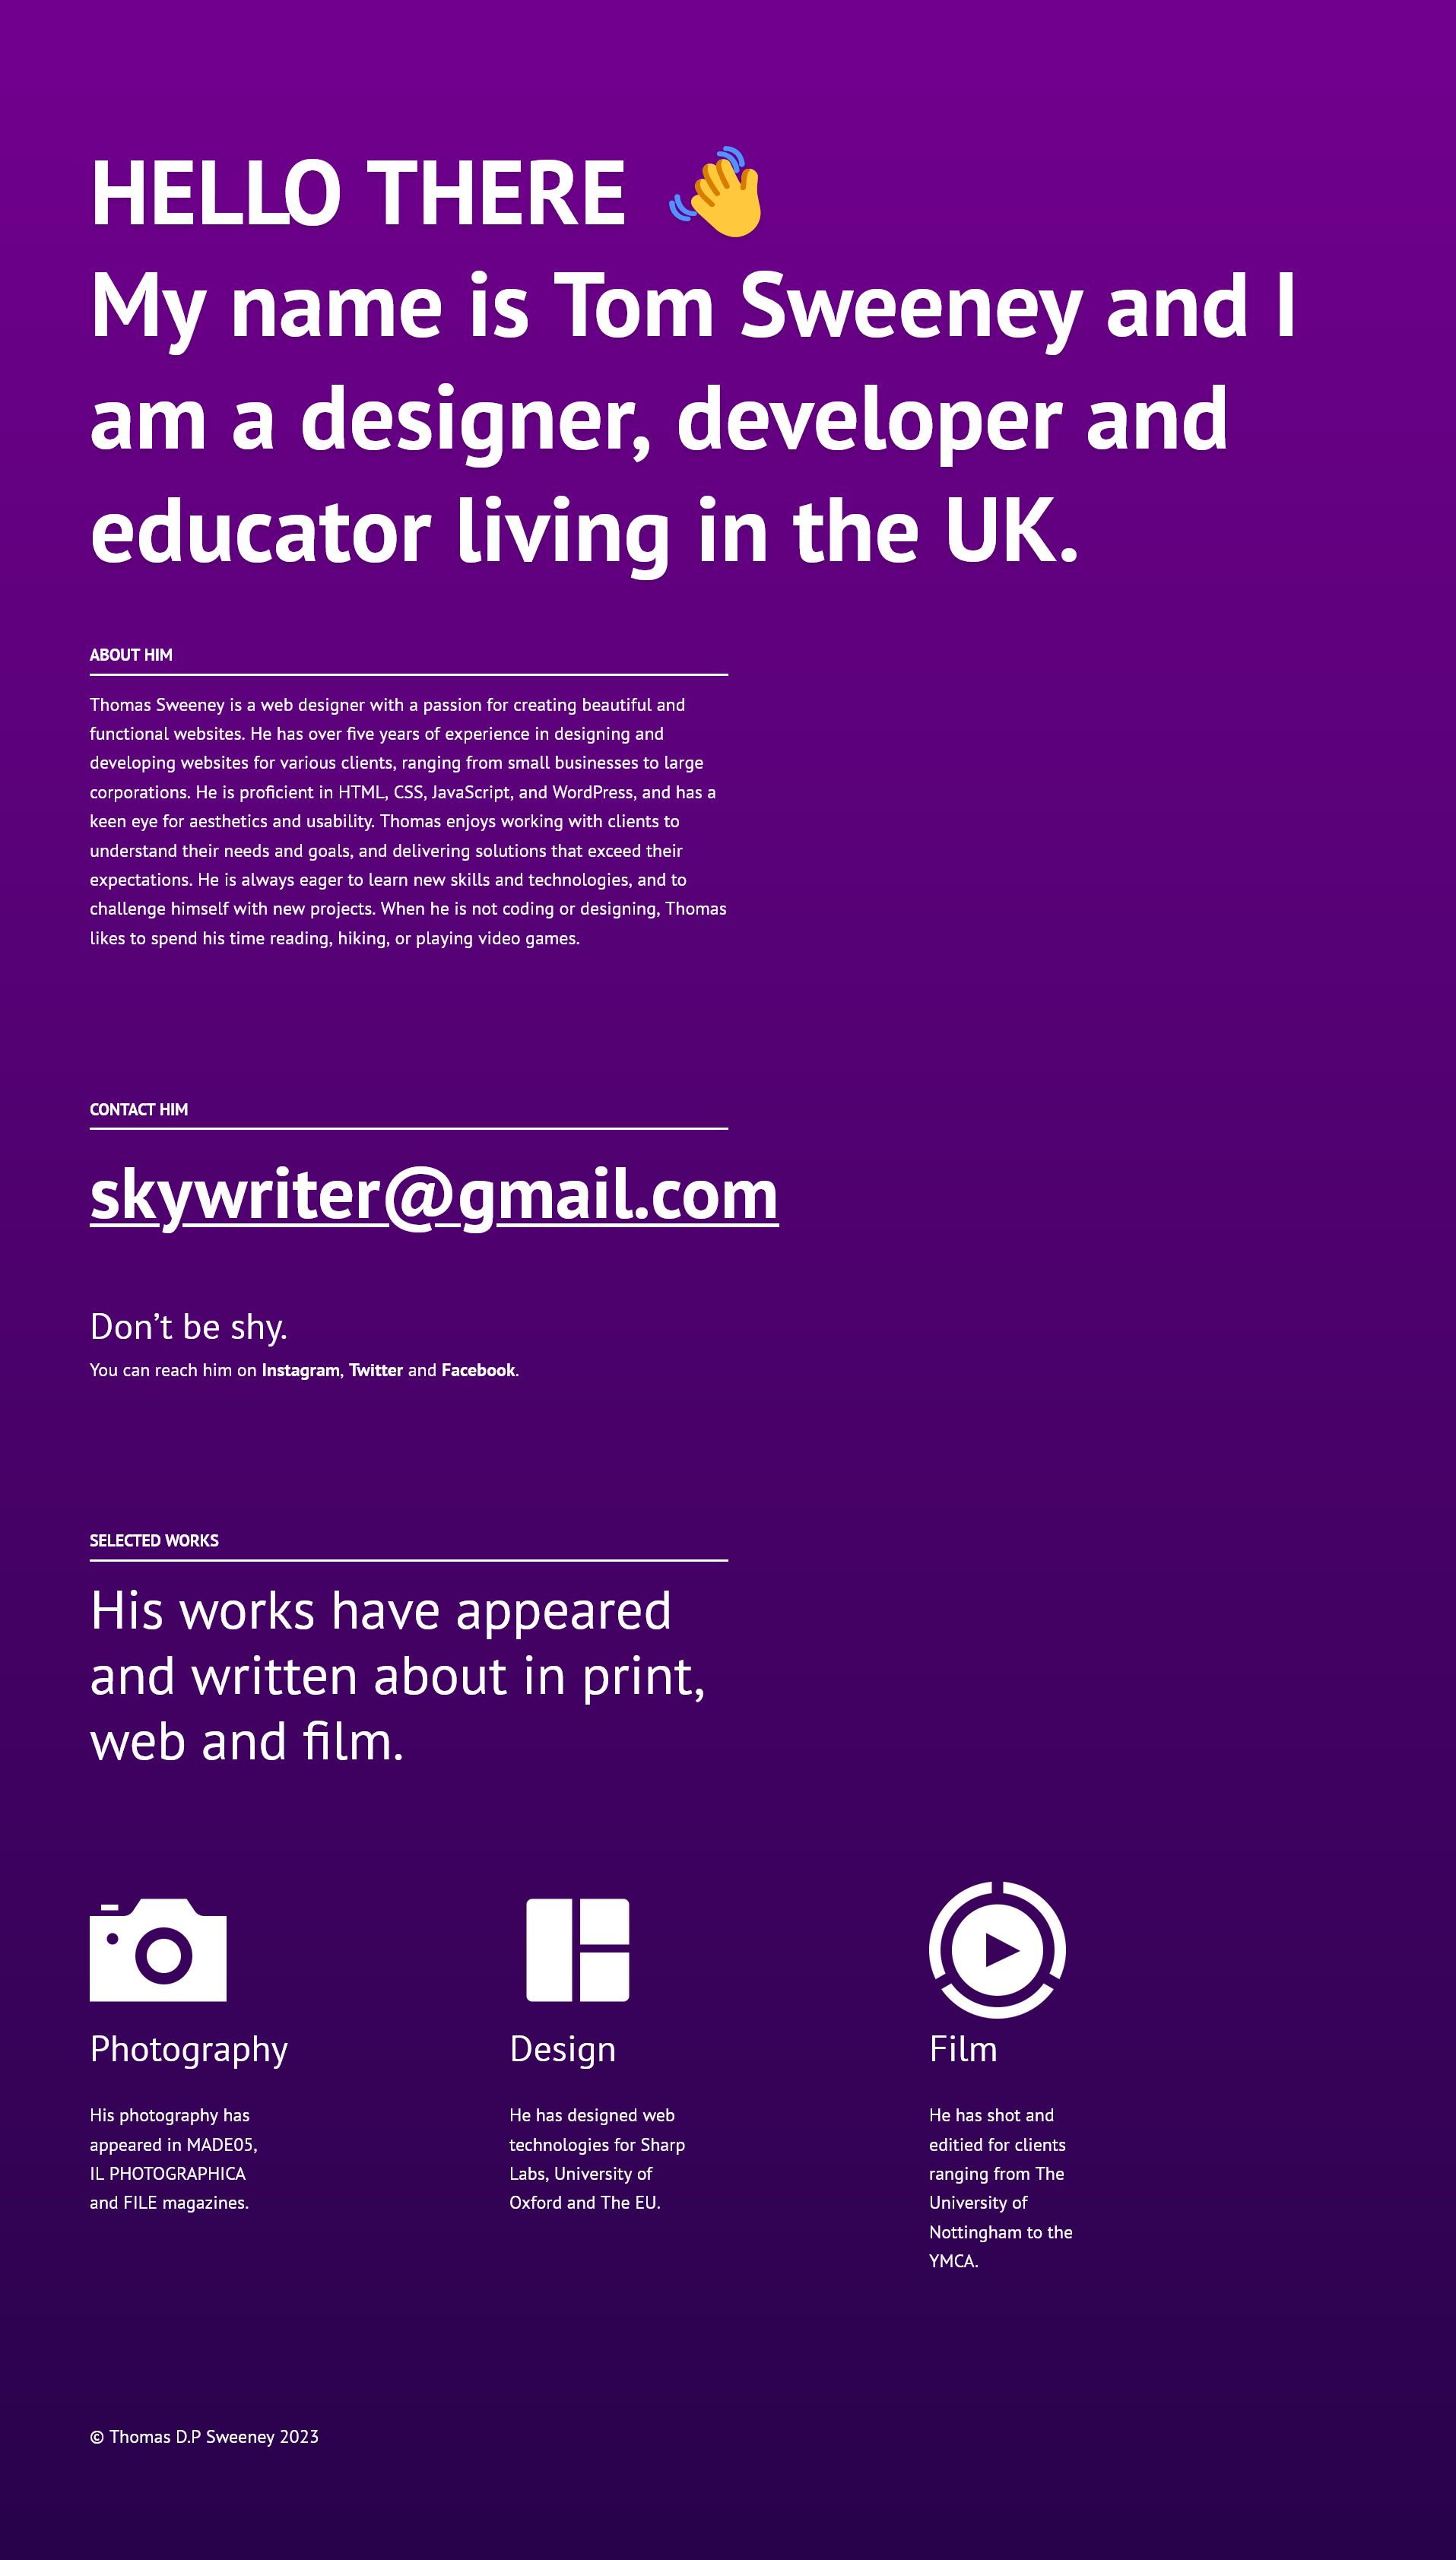 HELLO THERE
My name is Tom Sweeney and I
am a designer, developer and
educator living in the UK.
ABOUT HIM
Thomas Sweeney is a web designer with a passion for creating beautiful and
functional websites. He has over five years of experience in designing and
developing websites for various clients, ranging from small businesses to large
corporations. He is proficient in HTML, CSS, JavaScript, and WordPress, and has a
keen eye for aesthetics and usability. Thomas enjoys working with clients to
understand their needs and goals, and delivering solutions that exceed their
expectations. He is always eager to learn new skills and technologies, and to
challenge himself with new projects. When he is not coding or designing, Thomas
likes to spend his time reading, hiking, or playing video games.
CONTACT HIM
skywriter@gmail.com
Don’t be shy.
You can reach him on Instagram, Twitter and Facebook.
SELECTED WORKS
His works have appeared
and written about in print,
web and film.
Photography
His photography has
appeared in MADE05,
IL PHOTOGRAPHICA
and FILE magazines.
Design
He has designed web
technologies for Sharp
Labs, University of
Oxford and The EU.
Film
He has shot and
editied for clients
ranging from The
University of
Nottingham to the
YMCA.
© Thomas D.P Sweeney 2023